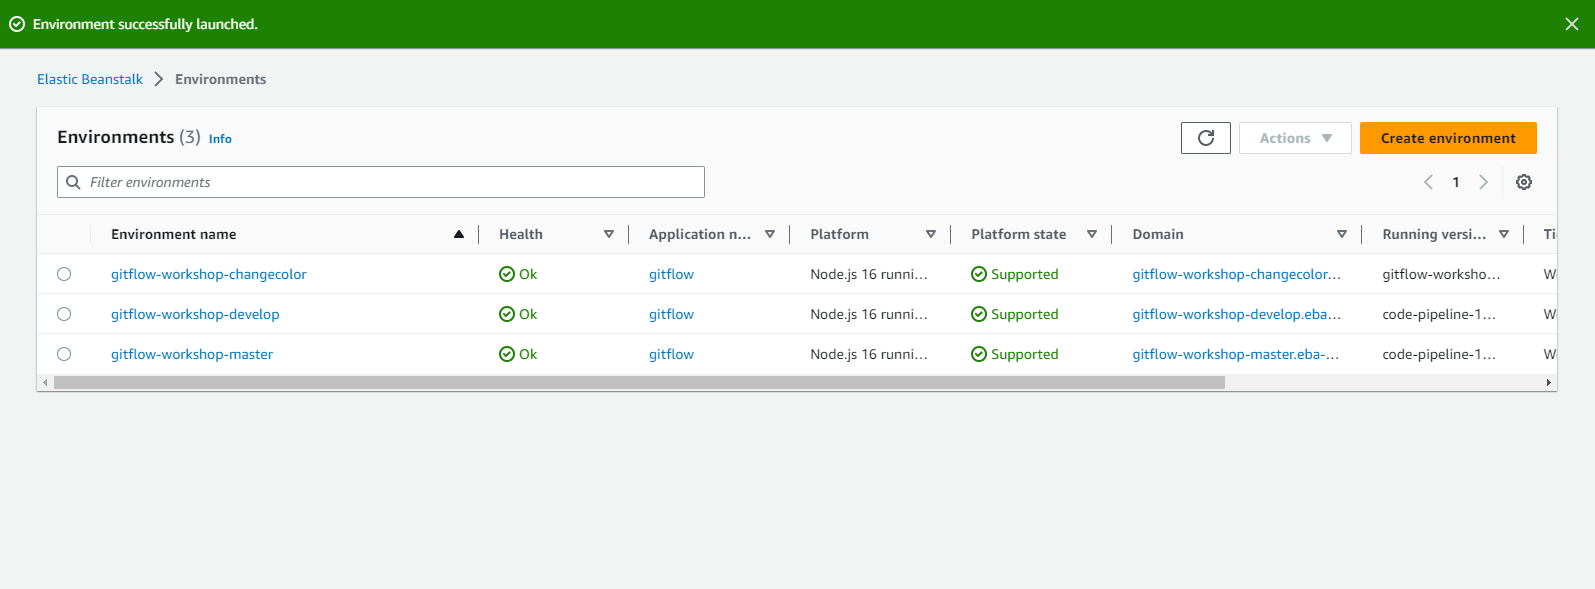 Environment successfully launched.
Elastic Beanstalk > Environments
Environments (3) Info
Actions
Create environment
Filter environments
1
Environment name Health Application n... Platform Platform state Domain Running versi... Ti
gitflow-workshop-changecolor Ok gitflow Node.js 16 runni... Supported gitflow-workshop-changecolor... gitflow-worksho... W
gitflow-workshop-develop Ok gitflow Node.js 16 runni... Supported gitflow-workshop-develop.eba... code-pipeline-1... W
gitflow-workshop-master Ok gitflow Node.js 16 runni... Supported gitflow-workshop-master.eba-... code-pipeline-1... W